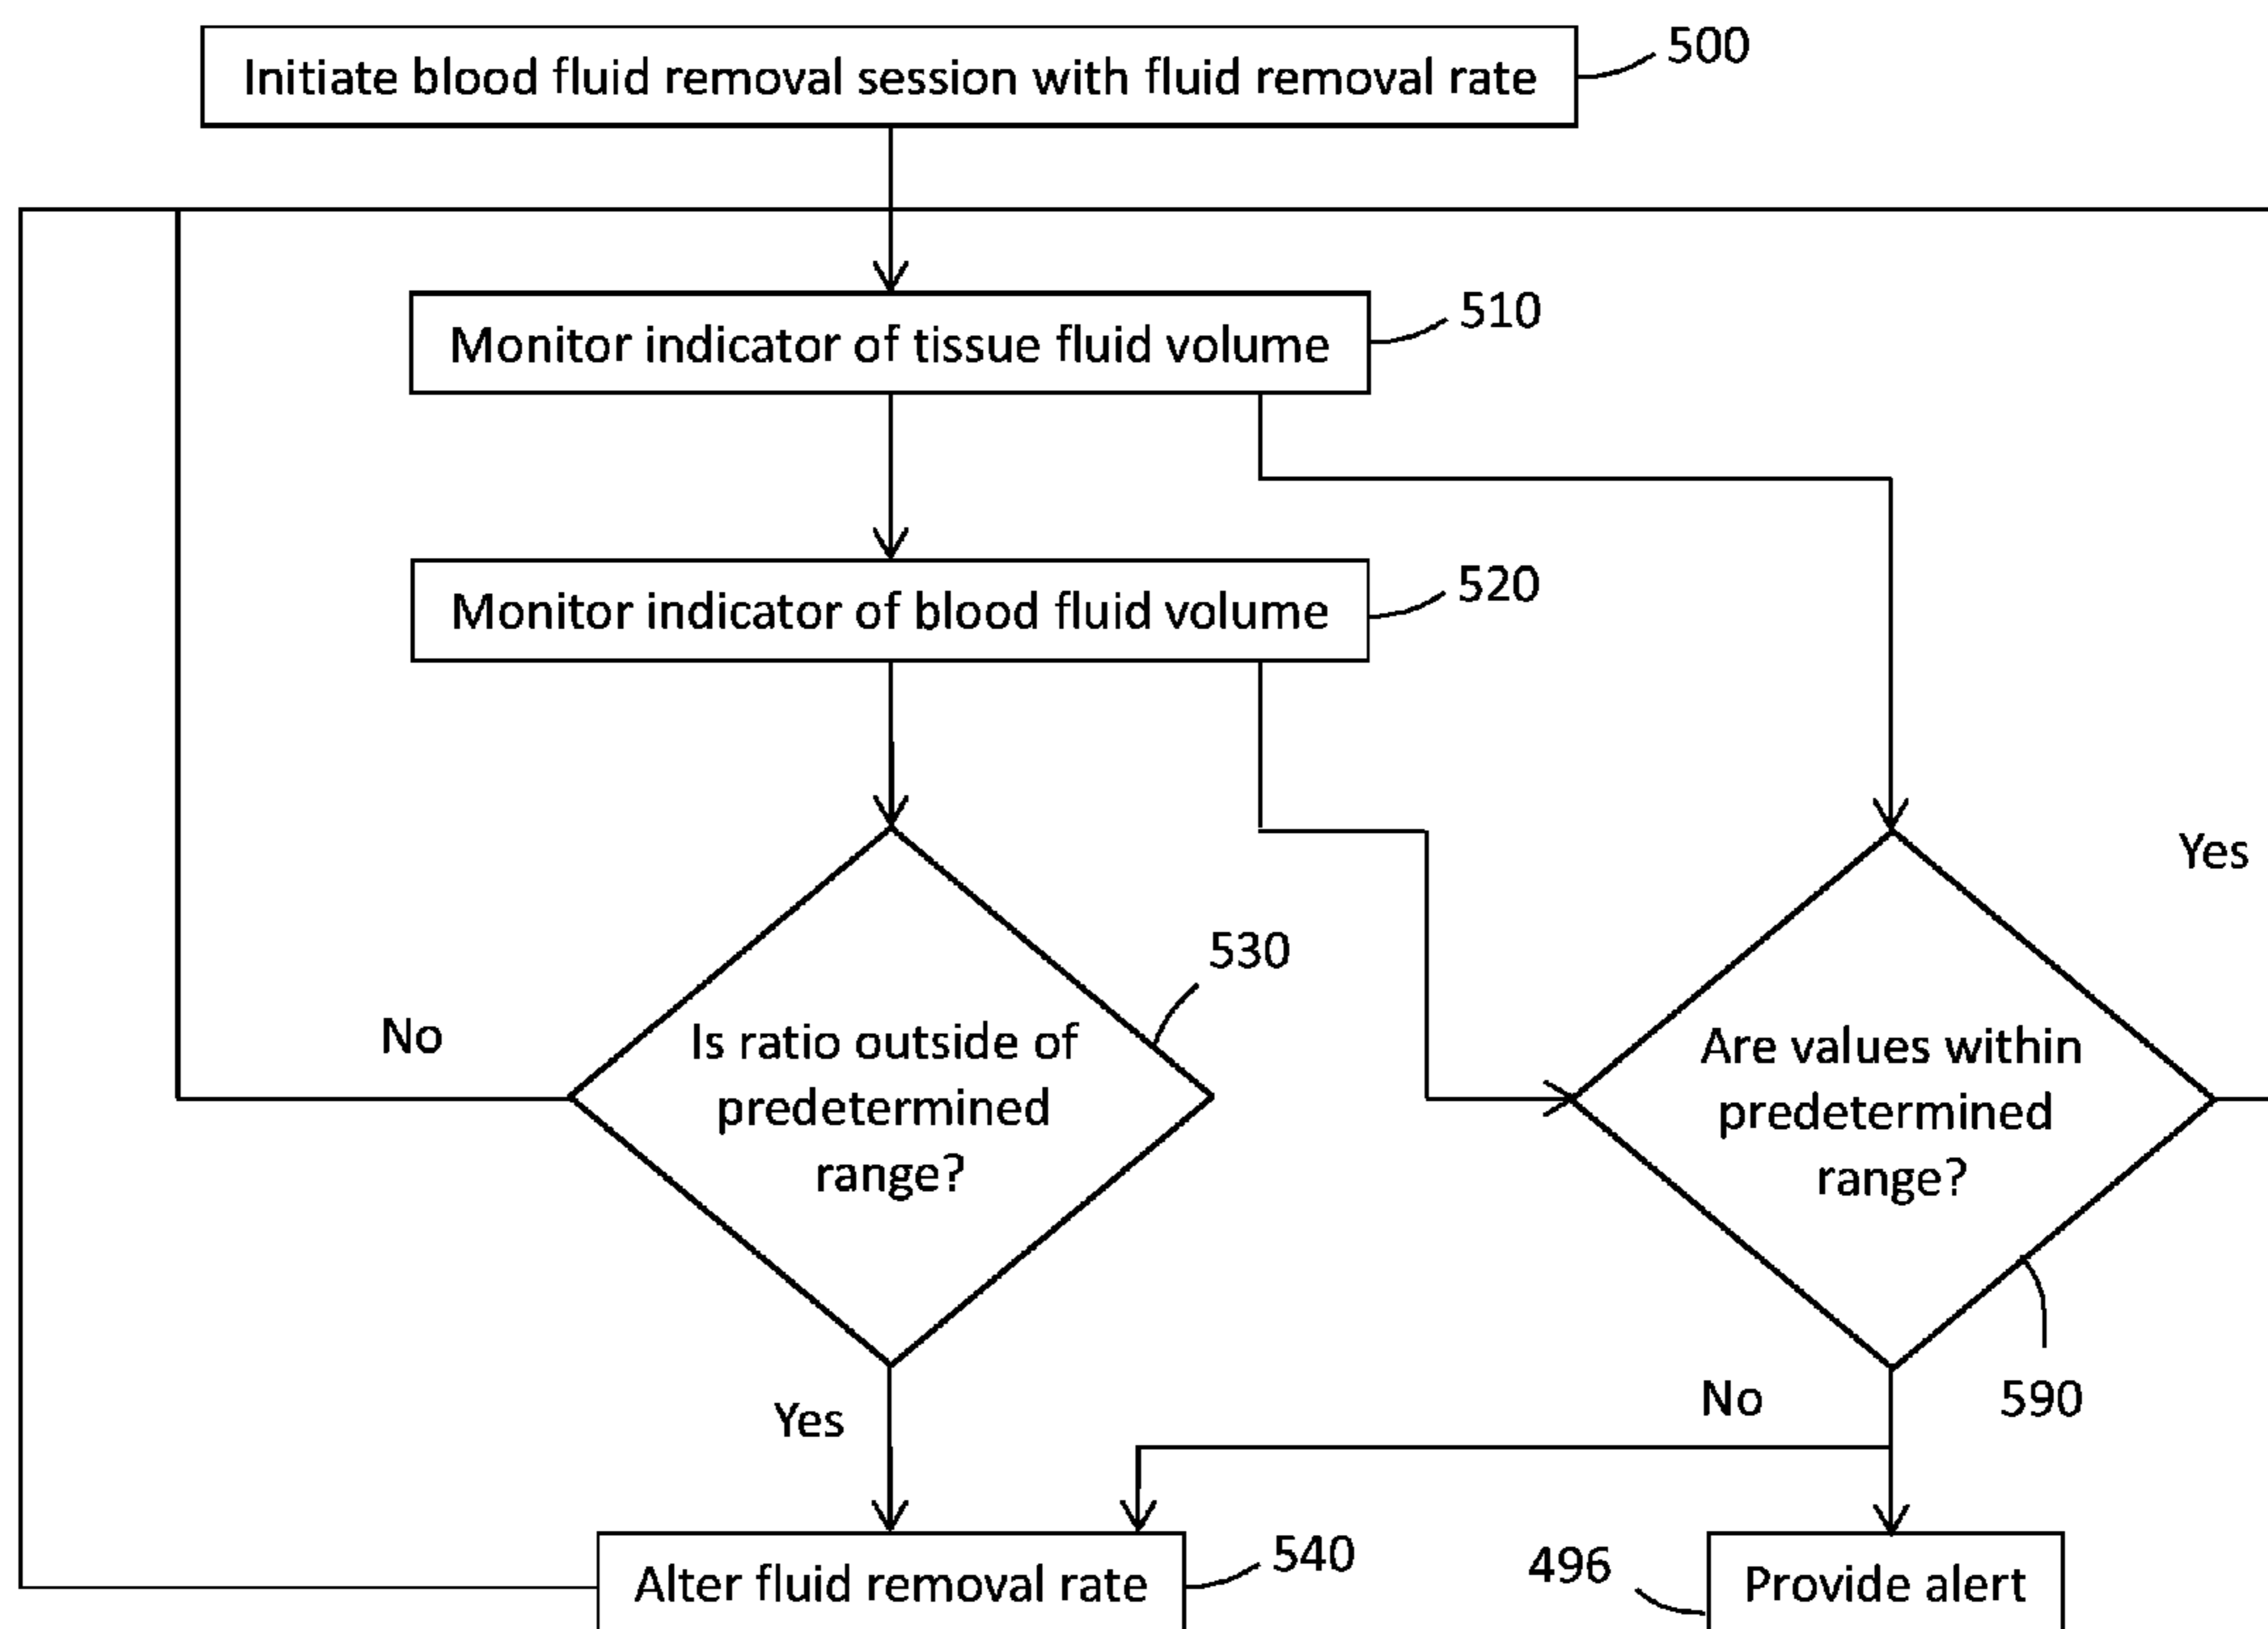 Initiate blood fluid removal session with fluid removal rate
500
Monitor indicator of tissue fluid volume
510
Monitor indicator of blood fluid volume
520
Yes
530
No
Is ratio outside of
predetermined
range?
Are values within
predetermined
range?
Yes
No
590
Alter fluid removal rate
540
496
Provide alert